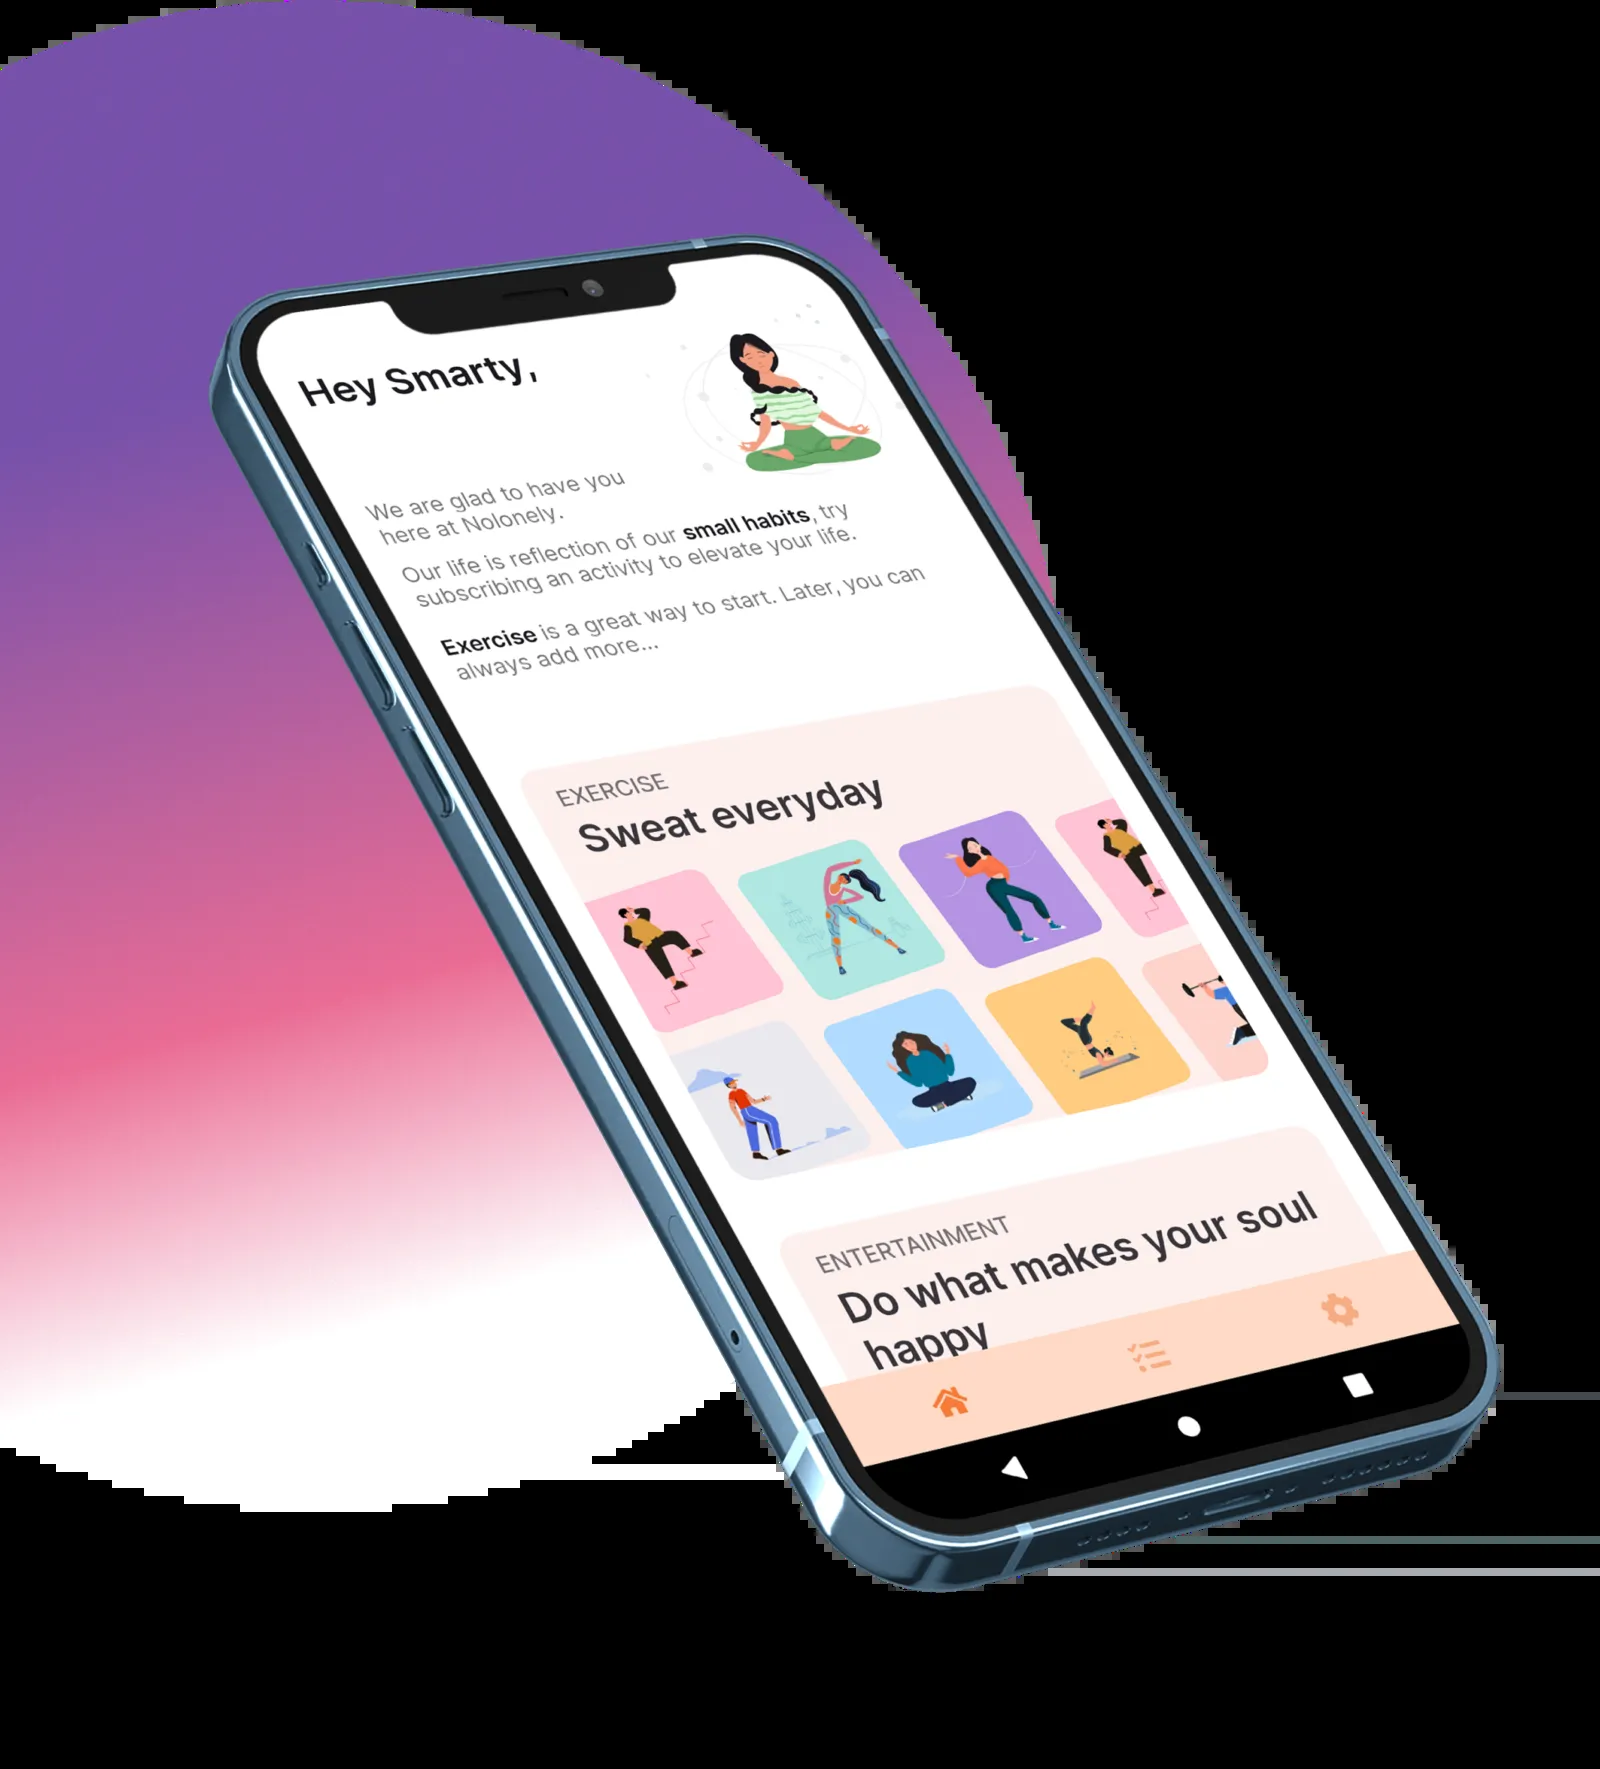 Hey Smarty,
We are glad to have you
here at Nolonely.
Our life is reflection of our small habits, try
subscribing an activity to elevate your life.
Exercise is a great way to start. Later, you can
always add more...
EXERCISE
Sweat everyday
ENTERTAINMENT
Do what makes your soul
happy